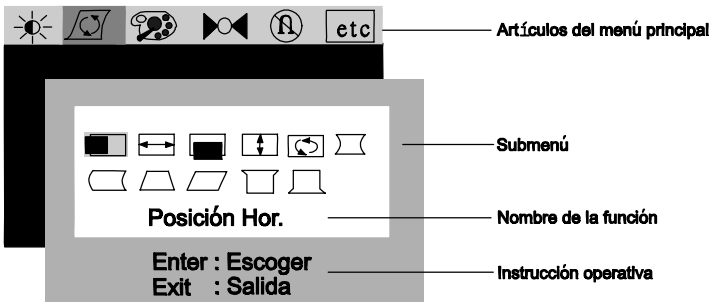 etc
Artículos del menú principal
Submenú
Posición Hor.
Nombre de la función
Enter : Escoger
Exit : Salida
Instrucción operativa